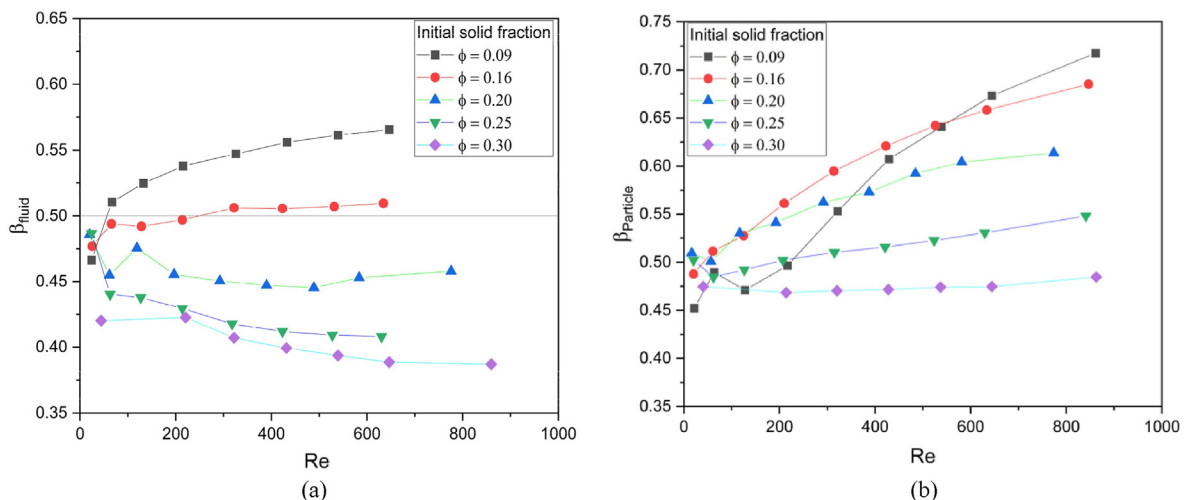 0.65
0.60
0.55
0.50
0.45
0.40
0.35
0
200
400
600
800
1000
β_fluid
Re
Initial solid fraction
ϕ = 0.09
ϕ = 0.16
ϕ = 0.20
ϕ = 0.25
ϕ = 0.30
(a)
0.75
0.70
0.65
0.60
0.55
0.50
0.45
0.40
0.35
0
200
400
600
800
1000
β_Particle
Re
Initial solid fraction
ϕ = 0.09
ϕ = 0.16
ϕ = 0.20
ϕ = 0.25
ϕ = 0.30
(b)